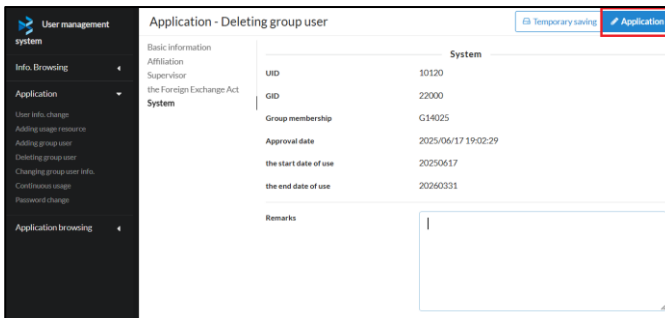 User management system
Info. Browsing
Application
User info. change
Adding usage resource
Adding group user
Deleting group user
Changing group user info.
Continuous usage
Password change
Application browsing
Application - Deleting group user
Temporary saving
Application
Basic information
Affiliation
Supervisor
the Foreign Exchange Act
System
System
UID 10120
GID 22000
Group membership G14025
Approval date 2025/06/17 19:02:29
the start date of use 20250617
the end date of use 20260331
Remarks